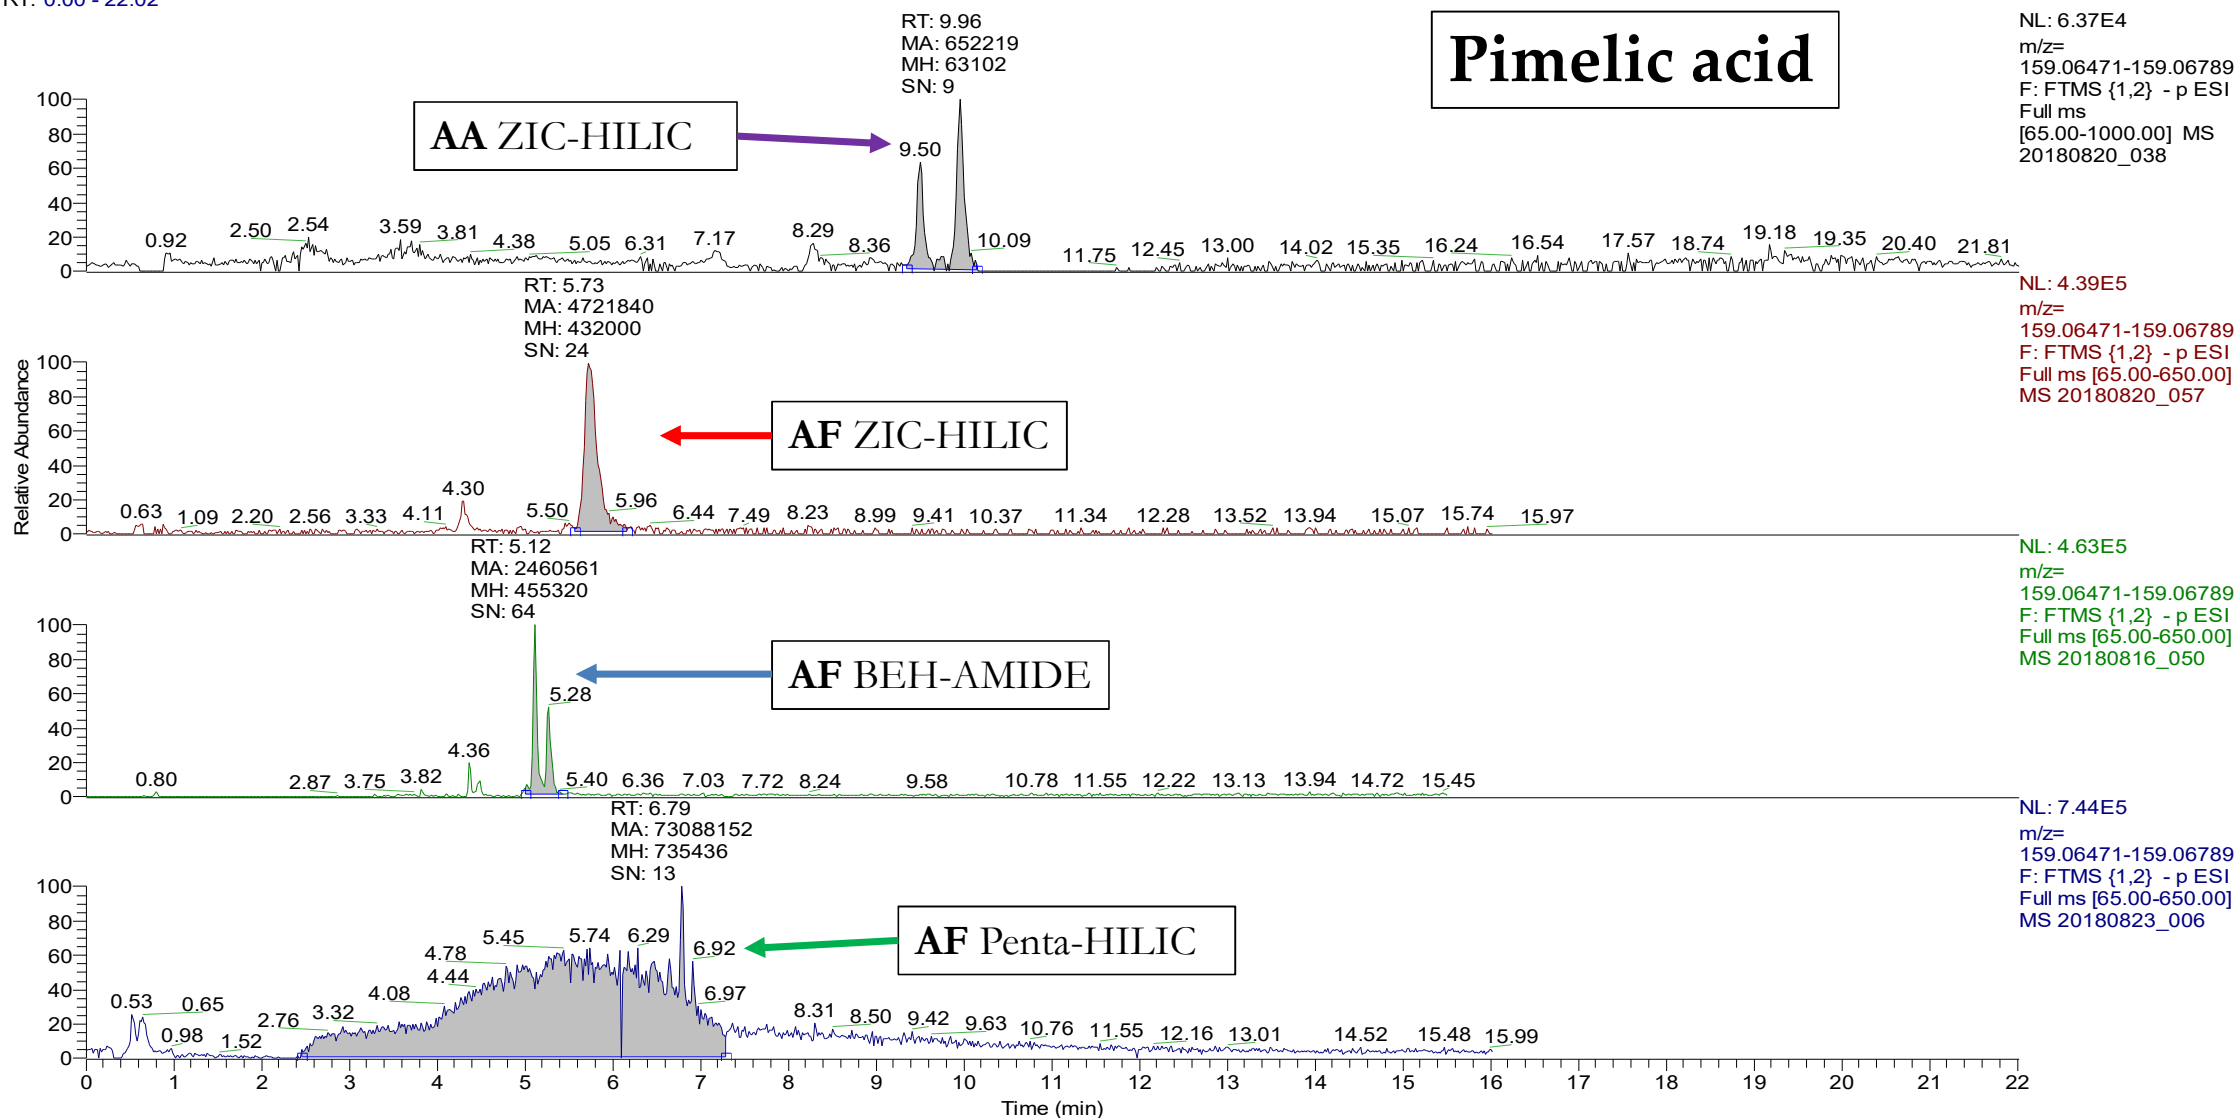 RT: 0.00 - 22.02
Pimelic acid
RT: 9.96
MA: 652219
MH: 63102
SN: 9
NL: 6.37E4
m/z=
159.06471-159.06789
F: FTMS {1,2} - p ESI
Full ms
[65.00-1000.00] MS
20180820_038
AA ZIC-HILIC
100
80
60
40
20
0
0.92 2.50 2.54 3.59 3.81 4.38 5.05 6.31 7.17 8.29 8.36 9.50 10.09 11.75 12.45 13.00 14.02 15.35 16.24 16.54 17.57 18.74 19.18 19.35 20.40 21.81
RT: 5.73
MA: 4721840
MH: 432000
SN: 24
NL: 4.39E5
m/z=
159.06471-159.06789
F: FTMS {1,2} - p ESI
Full ms [65.00-650.00]
MS 20180820_057
AF ZIC-HILIC
Relative Abundance
100
80
60
40
20
0
0.63 1.09 2.20 2.56 3.33 4.11 4.30 5.50 5.96 6.44 7.49 8.23 8.99 9.41 10.37 11.34 12.28 13.52 13.94 15.07 15.74 15.97
RT: 5.12
MA: 2460561
MH: 455320
SN: 64
NL: 4.63E5
m/z=
159.06471-159.06789
F: FTMS {1,2} - p ESI
Full ms [65.00-650.00]
MS 20180816_050
AF BEH-AMIDE
100
80
60
40
20
0
0.80 2.87 3.75 3.82 4.36 5.28 5.40 6.36 7.03 7.72 8.24 9.58 10.78 11.55 12.22 13.13 13.94 14.72 15.45
RT: 6.79
MA: 73088152
MH: 735436
SN: 13
NL: 7.44E5
m/z=
159.06471-159.06789
F: FTMS {1,2} - p ESI
Full ms [65.00-650.00]
MS 20180823_006
AF Penta-HILIC
100
80
60
40
20
0
0.53 0.65 0.98 1.52 2.76 3.32 4.08 4.44 4.78 5.45 5.74 6.29 6.92 6.97 8.31 8.50 9.42 9.63 10.76 11.55 12.16 13.01 14.52 15.48 15.99
0 1 2 3 4 5 6 7 8 9 10 11 12 13 14 15 16 17 18 19 20 21 22
Time (min)